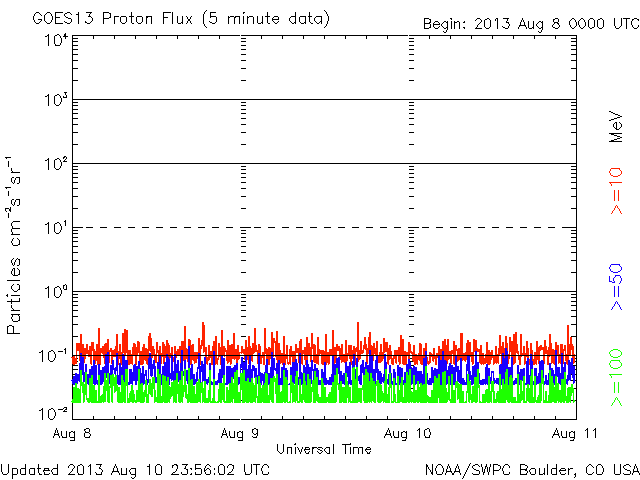 GOES13 Proton Flux (5 minute data)
Begin: 2013 Aug 8 0000 UTC
10⁴
10³
10²
10¹
10⁰
10⁻¹
10⁻²
Particles cm⁻²s⁻¹sr⁻¹
MeV
>=10
>=50
>=100
Aug 8
Aug 9
Aug 10
Aug 11
Universal Time
Updated 2013 Aug 10 23:56:02 UTC
NOAA/SWPC Boulder, CO USA